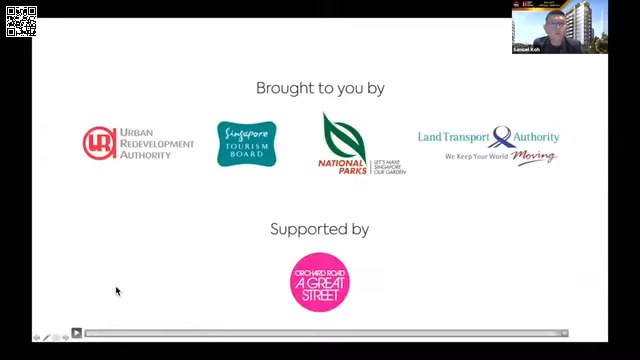 Samuel Koh
Brought to you by
URBAN
REDEVELOPMENT
AUTHORITY
Singapore
TOURISM
BOARD
NATIONAL
PARKS
LET'S MAKE
SINGAPORE
OUR GARDEN
Land Transport Authority
We Keep Your World Moving
Supported by
ORCHARD ROAD
A GREAT
STREET